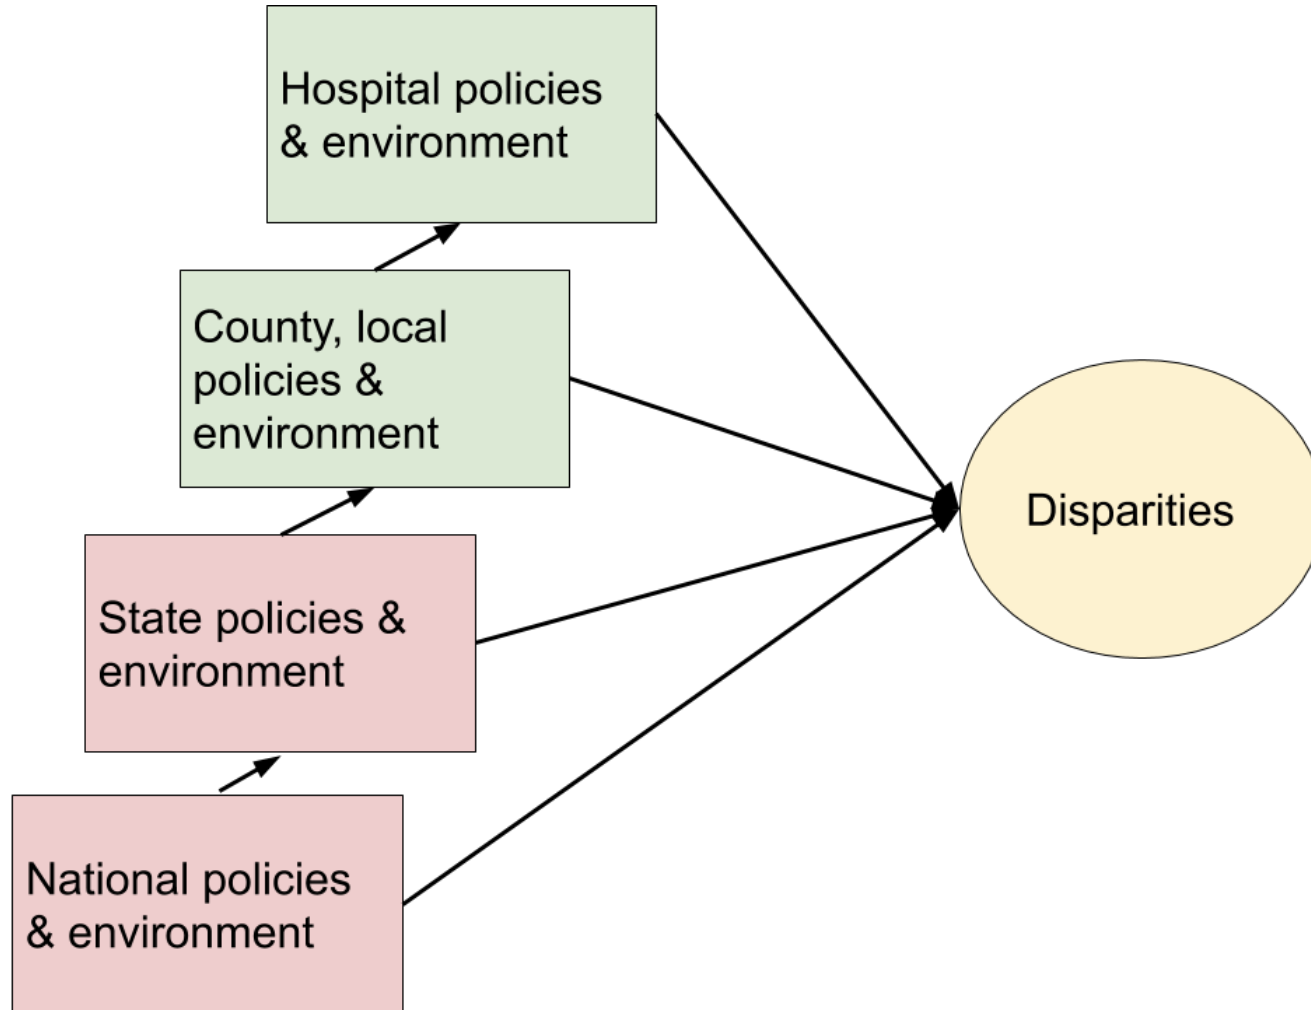 Hospital policies
& environment
County, local
policies &
environment
Disparities
State policies &
environment
National policies
& environment